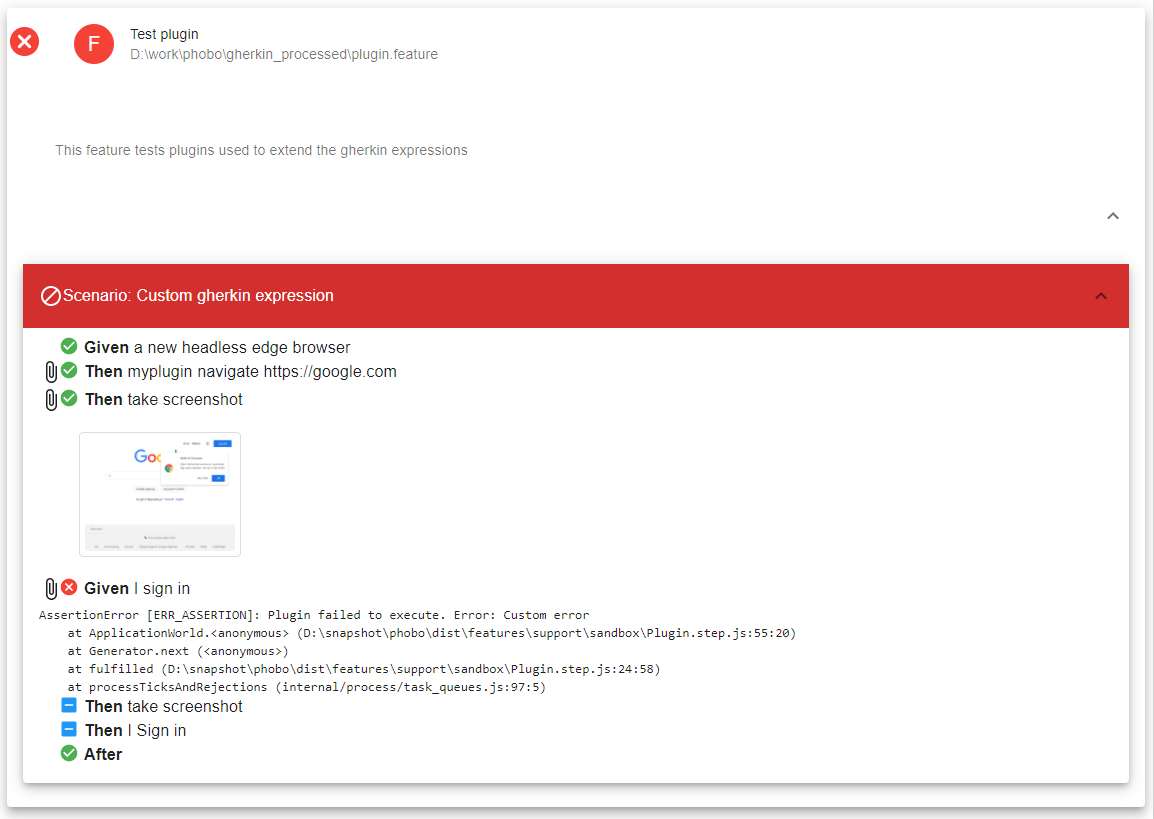 F
Test plugin
D:\work\phobo\gherkin_processed\plugin.feature
This feature tests plugins used to extend the gherkin expressions
Scenario: Custom gherkin expression
Given a new headless edge browser
Then myplugin navigate https://google.com
Then take screenshot
Goo
Given I sign in
AssertionError [ERR_ASSERTION]: Plugin failed to execute. Error: Custom error
at ApplicationWorld.<anonymous> (D:\snapshot\phobo\dist\features\support\sandbox\Plugin.step.js:55:20)
at Generator.next (<anonymous>)
at fulfilled (D:\snapshot\phobo\dist\features\support\sandbox\Plugin.step.js:24:58)
at processTicksAndRejections (internal/process/task_queues.js:97:5)
Then take screenshot
Then I Sign in
After